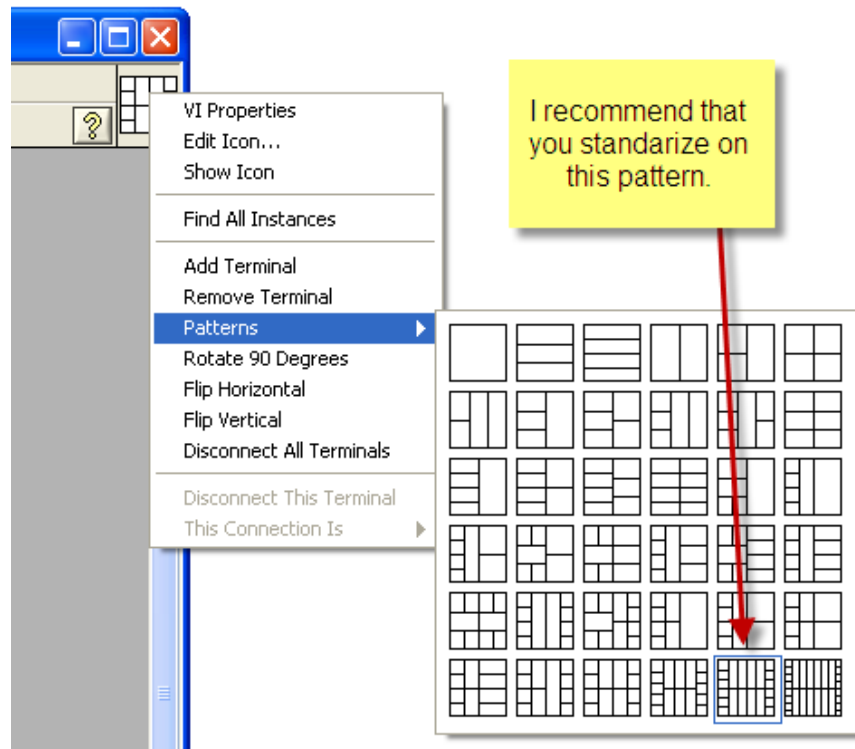 ?
VI Properties
Edit Icon...
Show Icon
Find All Instances
Add Terminal
Remove Terminal
Patterns
Rotate 90 Degrees
Flip Horizontal
Flip Vertical
Disconnect All Terminals
Disconnect This Terminal
This Connection Is
I recommend that
you standarize on
this pattern.